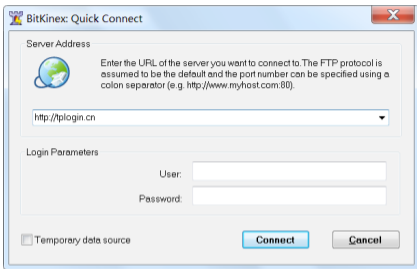 BitKinex: Quick Connect
Server Address
Enter the URL of the server you want to connect to.The FTP protocol is
assumed to be the default and the port number can be specified using a
colon separator (e.g. http://www.myhost.com:80).
http://tplogin.cn
Login Parameters
User:
Password:
Temporary data source
Connect
Cancel